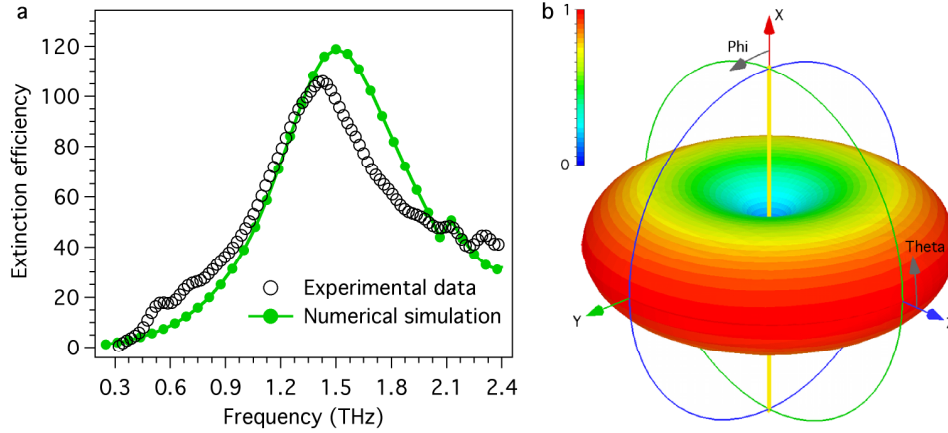 a
Extinction efficiency
120
100
80
60
40
20
0
0.3 0.6 0.9 1.2 1.5 1.8 2.1 2.4
Frequency (THz)
Experimental data
Numerical simulation
b
1
0
X
Phi
Theta
Y
Z